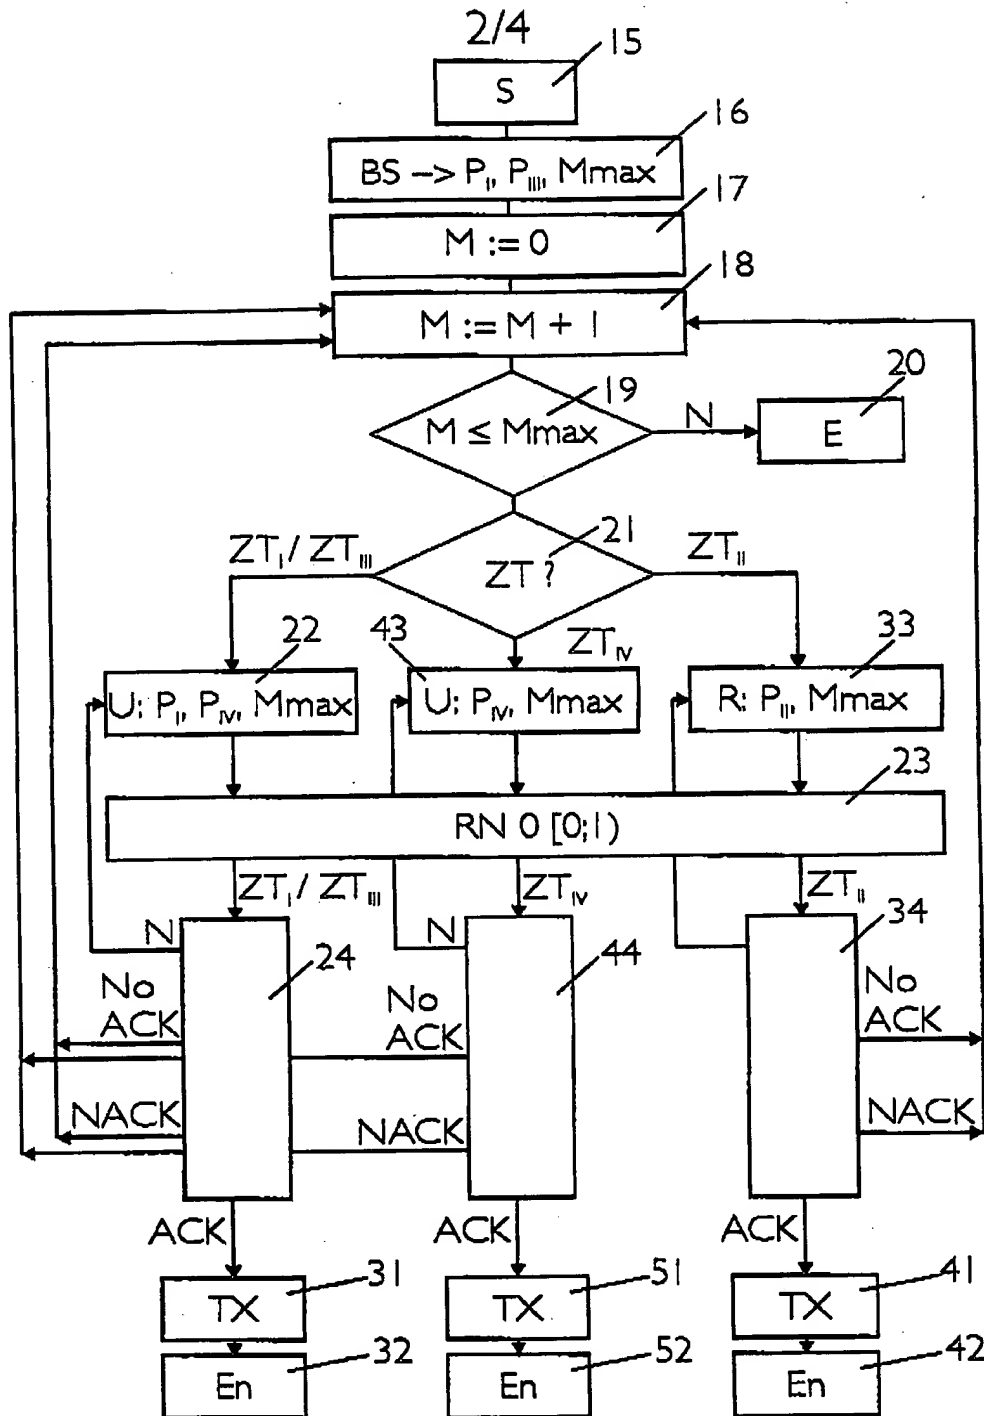 2/4
15
S
16
BS -> P_I, P_III, Mmax
17
M := 0
18
M := M + 1
19
M ≤ Mmax
N
20
E
21
ZT ?
ZT_I / ZT_III
ZT_II
ZT_IV
22
U: P_I, P_IV, Mmax
43
U: P_IV, Mmax
33
R: P_II, Mmax
23
RN 0 [0;1)
ZT_I / ZT_III
ZT_IV
ZT_II
N
24
N
44
34
No
ACK
No
ACK
No
ACK
NACK
NACK
NACK
ACK
ACK
ACK
31
TX
51
TX
41
TX
32
En
52
En
42
En